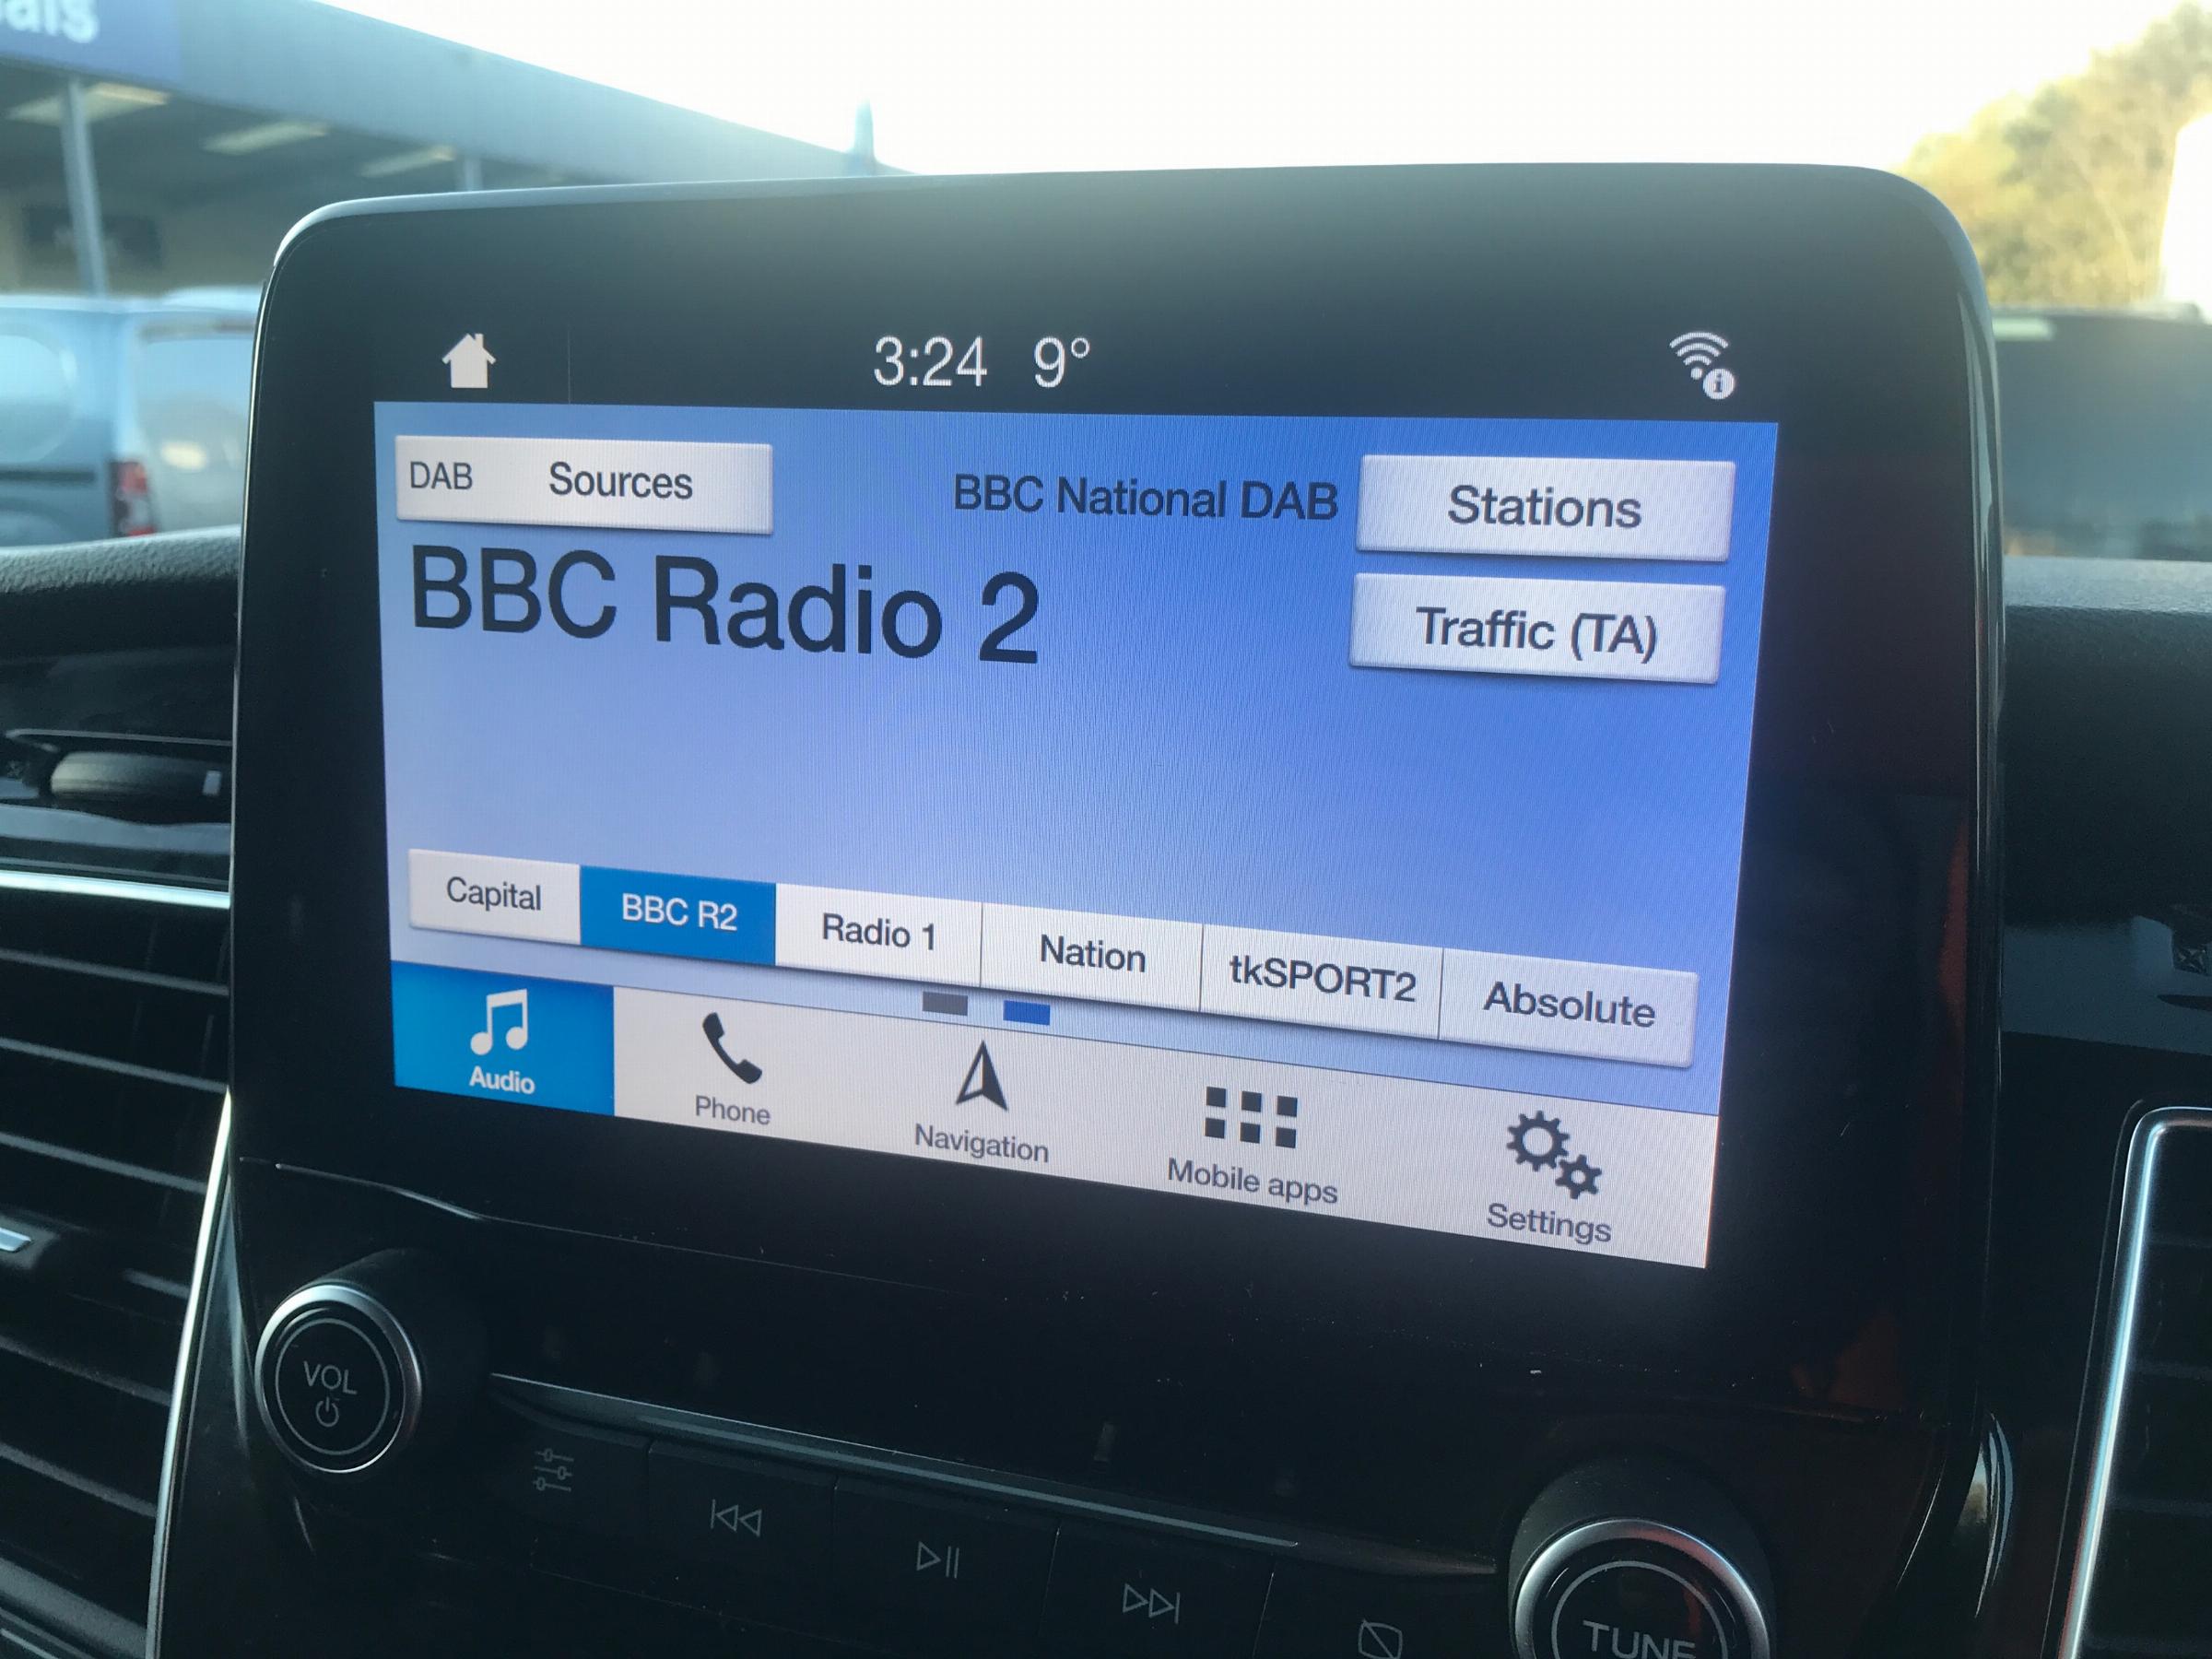 3:24 9°
DAB Sources
BBC National DAB
Stations
BBC Radio 2
Traffic (TA)
Capital
BBC R2
Radio 1
Nation
tkSPORT2
Absolute
Audio
Phone
Navigation
Mobile apps
Settings
VOL
TUNE